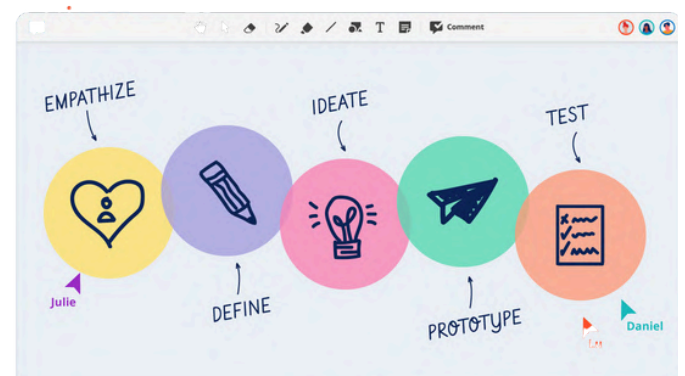 T
Comment
EMPATHIZE
IDEATE
TEST
Julie
DEFINE
PROTOTYPE
Daniel